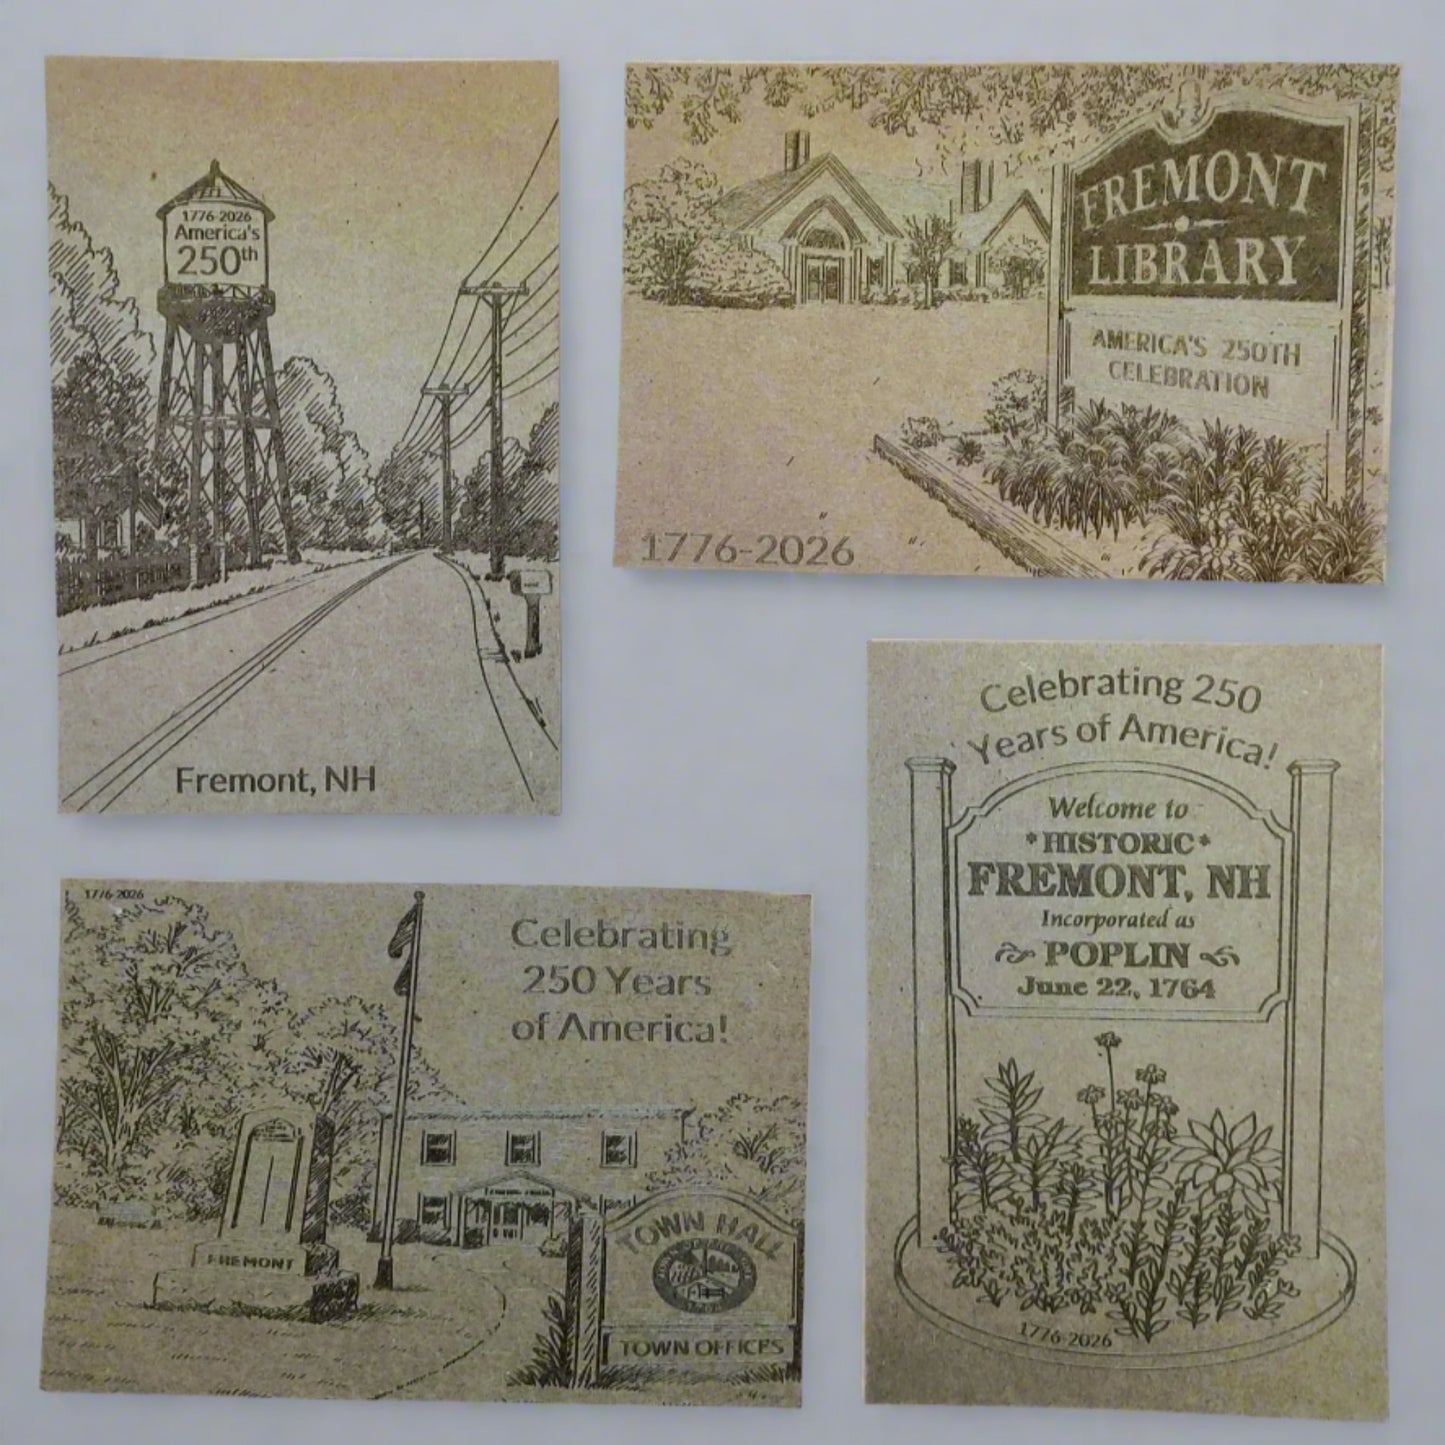 1776-2026
America's
250th
Fremont, NH
FREMONT
LIBRARY
AMERICA'S 250TH
CELEBRATION
1776-2026
1776-2026
Celebrating
250 Years
of America!
FREMONT
TOWN HALL
TOWN OFFICES
Celebrating 250
Years of America!
Welcome to
*HISTORIC*
FREMONT, NH
Incorporated as
POPLIN
June 22, 1764
1776-2026